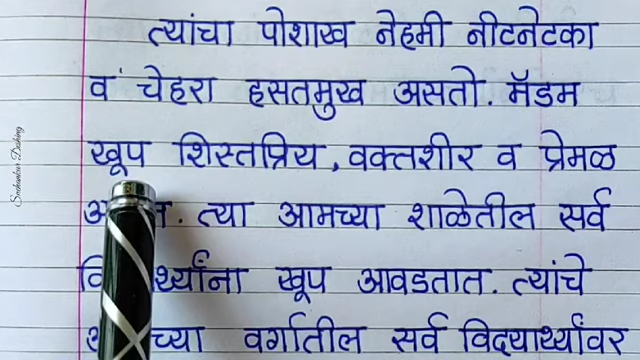 त्यांचा पोशाख नेहमी नीटनेटका
व चेहरा हसतमुख असतो. मॅडम
खूप शिस्तप्रिय, वक्तशीर व प्रेमळ
त्या आमच्या शाळेतील सर्व
खूप आवडतात. त्यांचे
वर्गातील सर्व विद्यार्थ्यांवर